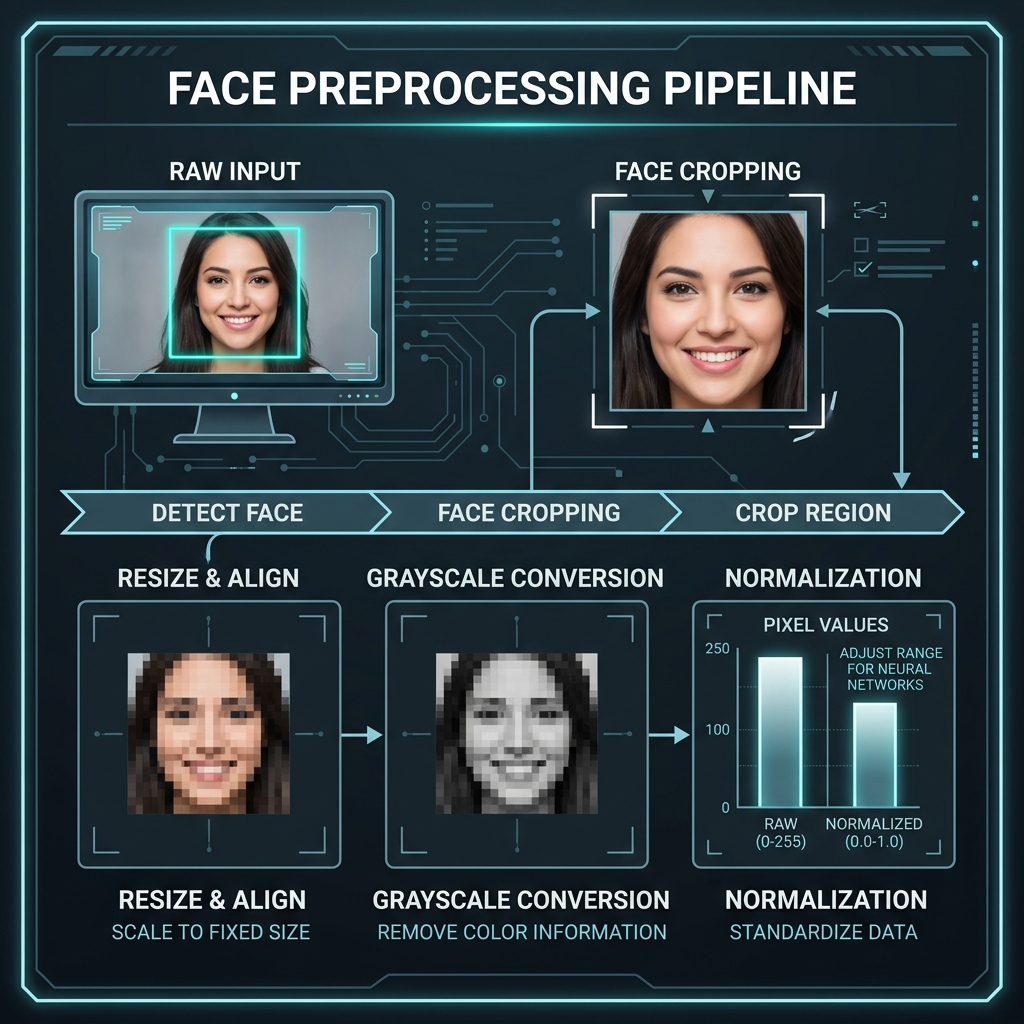 FACE PREPROCESSING PIPELINE
RAW INPUT
FACE CROPPING
DETECT FACE
FACE CROPPING
CROP REGION
RESIZE & ALIGN
GRAYSCALE CONVERSION
NORMALIZATION
PIXEL VALUES
250
100
0
ADJUST RANGE
FOR NEURAL
NETWORKS
RAW
(0-255)
NORMALIZED
(0.0-1.0)
RESIZE & ALIGN
SCALE TO FIXED SIZE
GRAYSCALE CONVERSION
REMOVE COLOR INFORMATION
NORMALIZATION
STANDARDIZE DATA